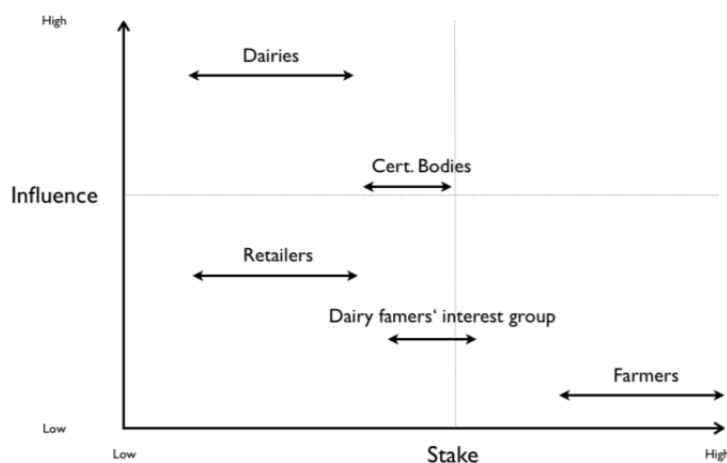 High
Dairies
Cert. Bodies
Influence
Retailers
Dairy famers' interest group
Farmers
Low
Low
Stake
High